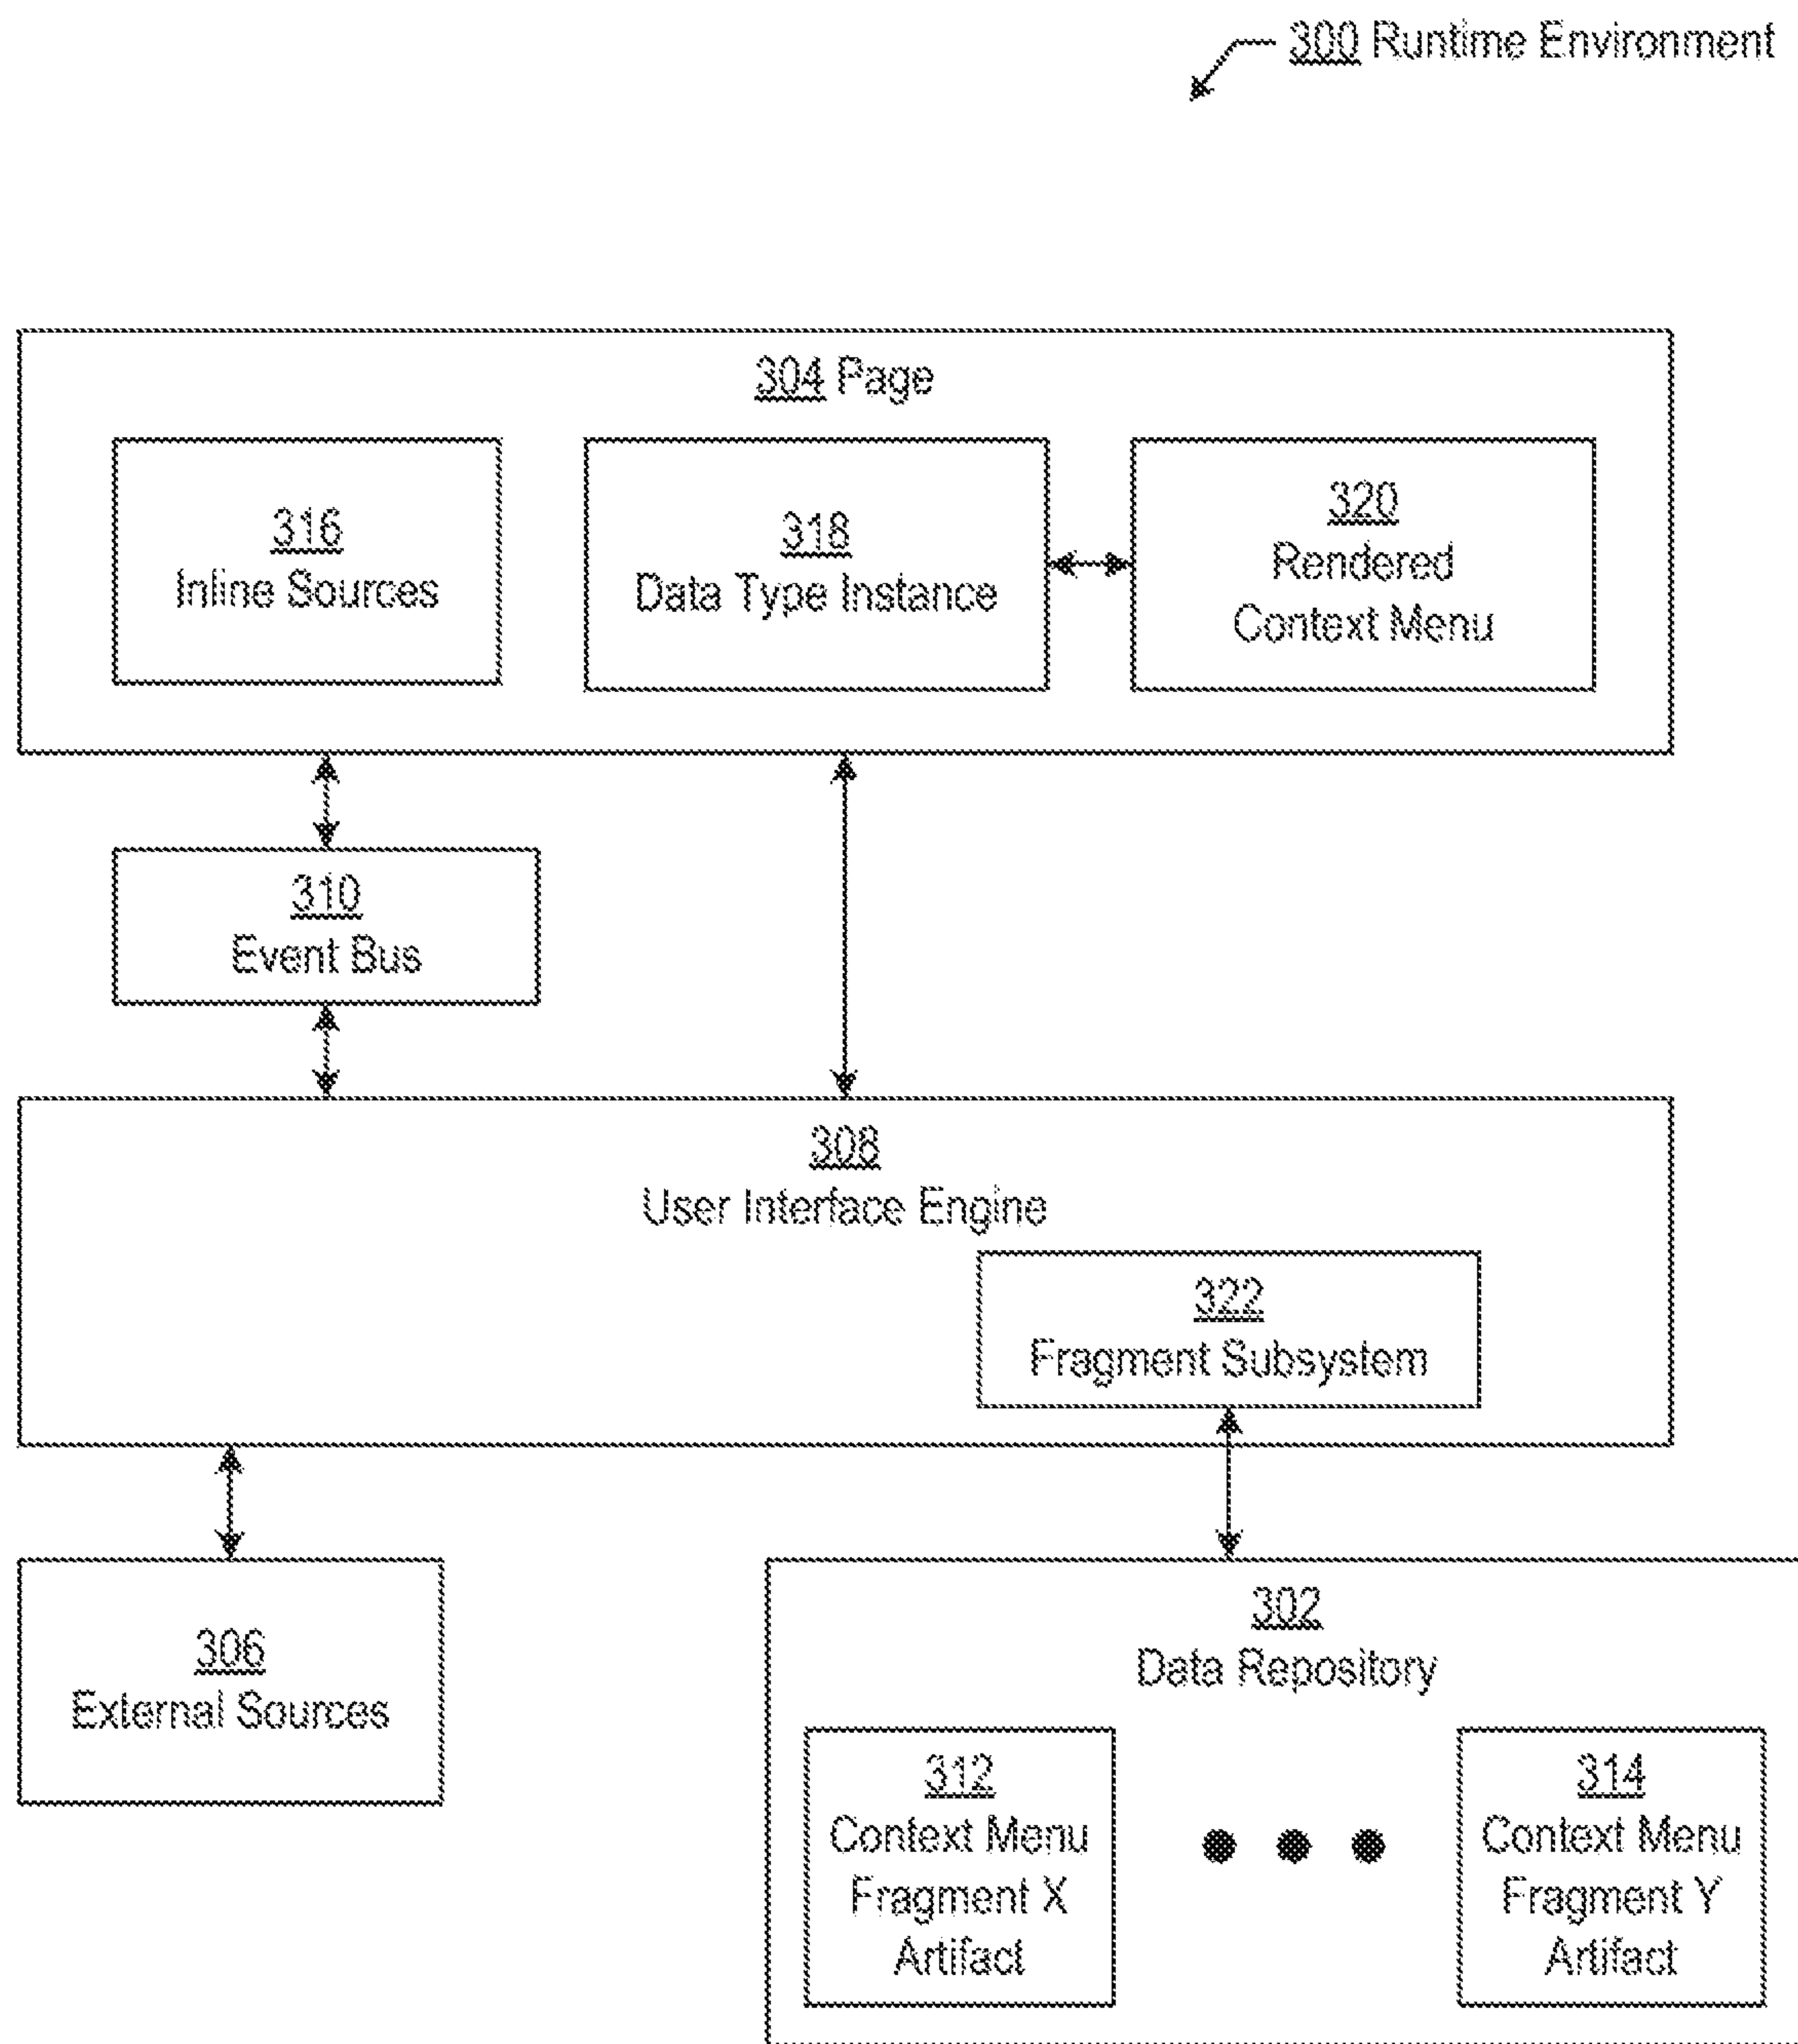 300 Runtime Environment
304 Page
316
Inline Sources
318
Data Type Instance
320
Rendered
Context Menu
310
Event Bus
308
User Interface Engine
322
Fragment Subsystem
306
External Sources
302
Data Repository
312
Context Menu
Fragment X
Artifact
314
Context Menu
Fragment Y
Artifact